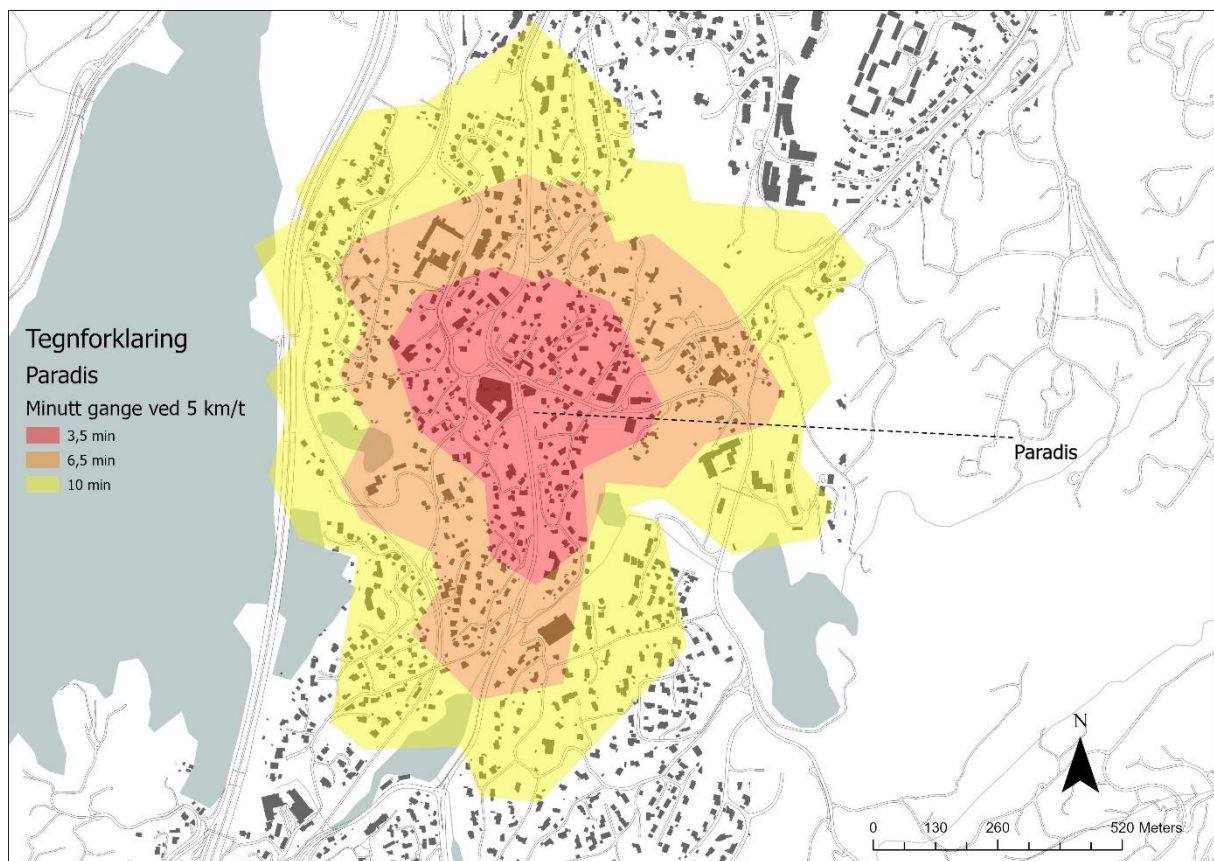 Tegnforklaring
Paradis
Minutt gange ved 5 km/t
3,5 min
6,5 min
10 min
Paradis
N
0 130 260 520 Meters